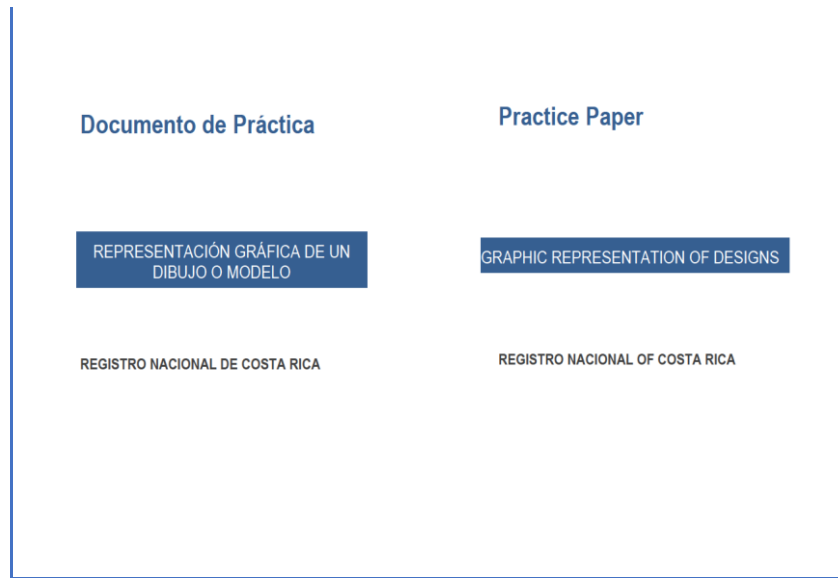 Documento de Práctica
REPRESENTACIÓN GRÁFICA DE UN
DIBUJO O MODELO
REGISTRO NACIONAL DE COSTA RICA
Practice Paper
GRAPHIC REPRESENTATION OF DESIGNS
REGISTRO NACIONAL OF COSTA RICA